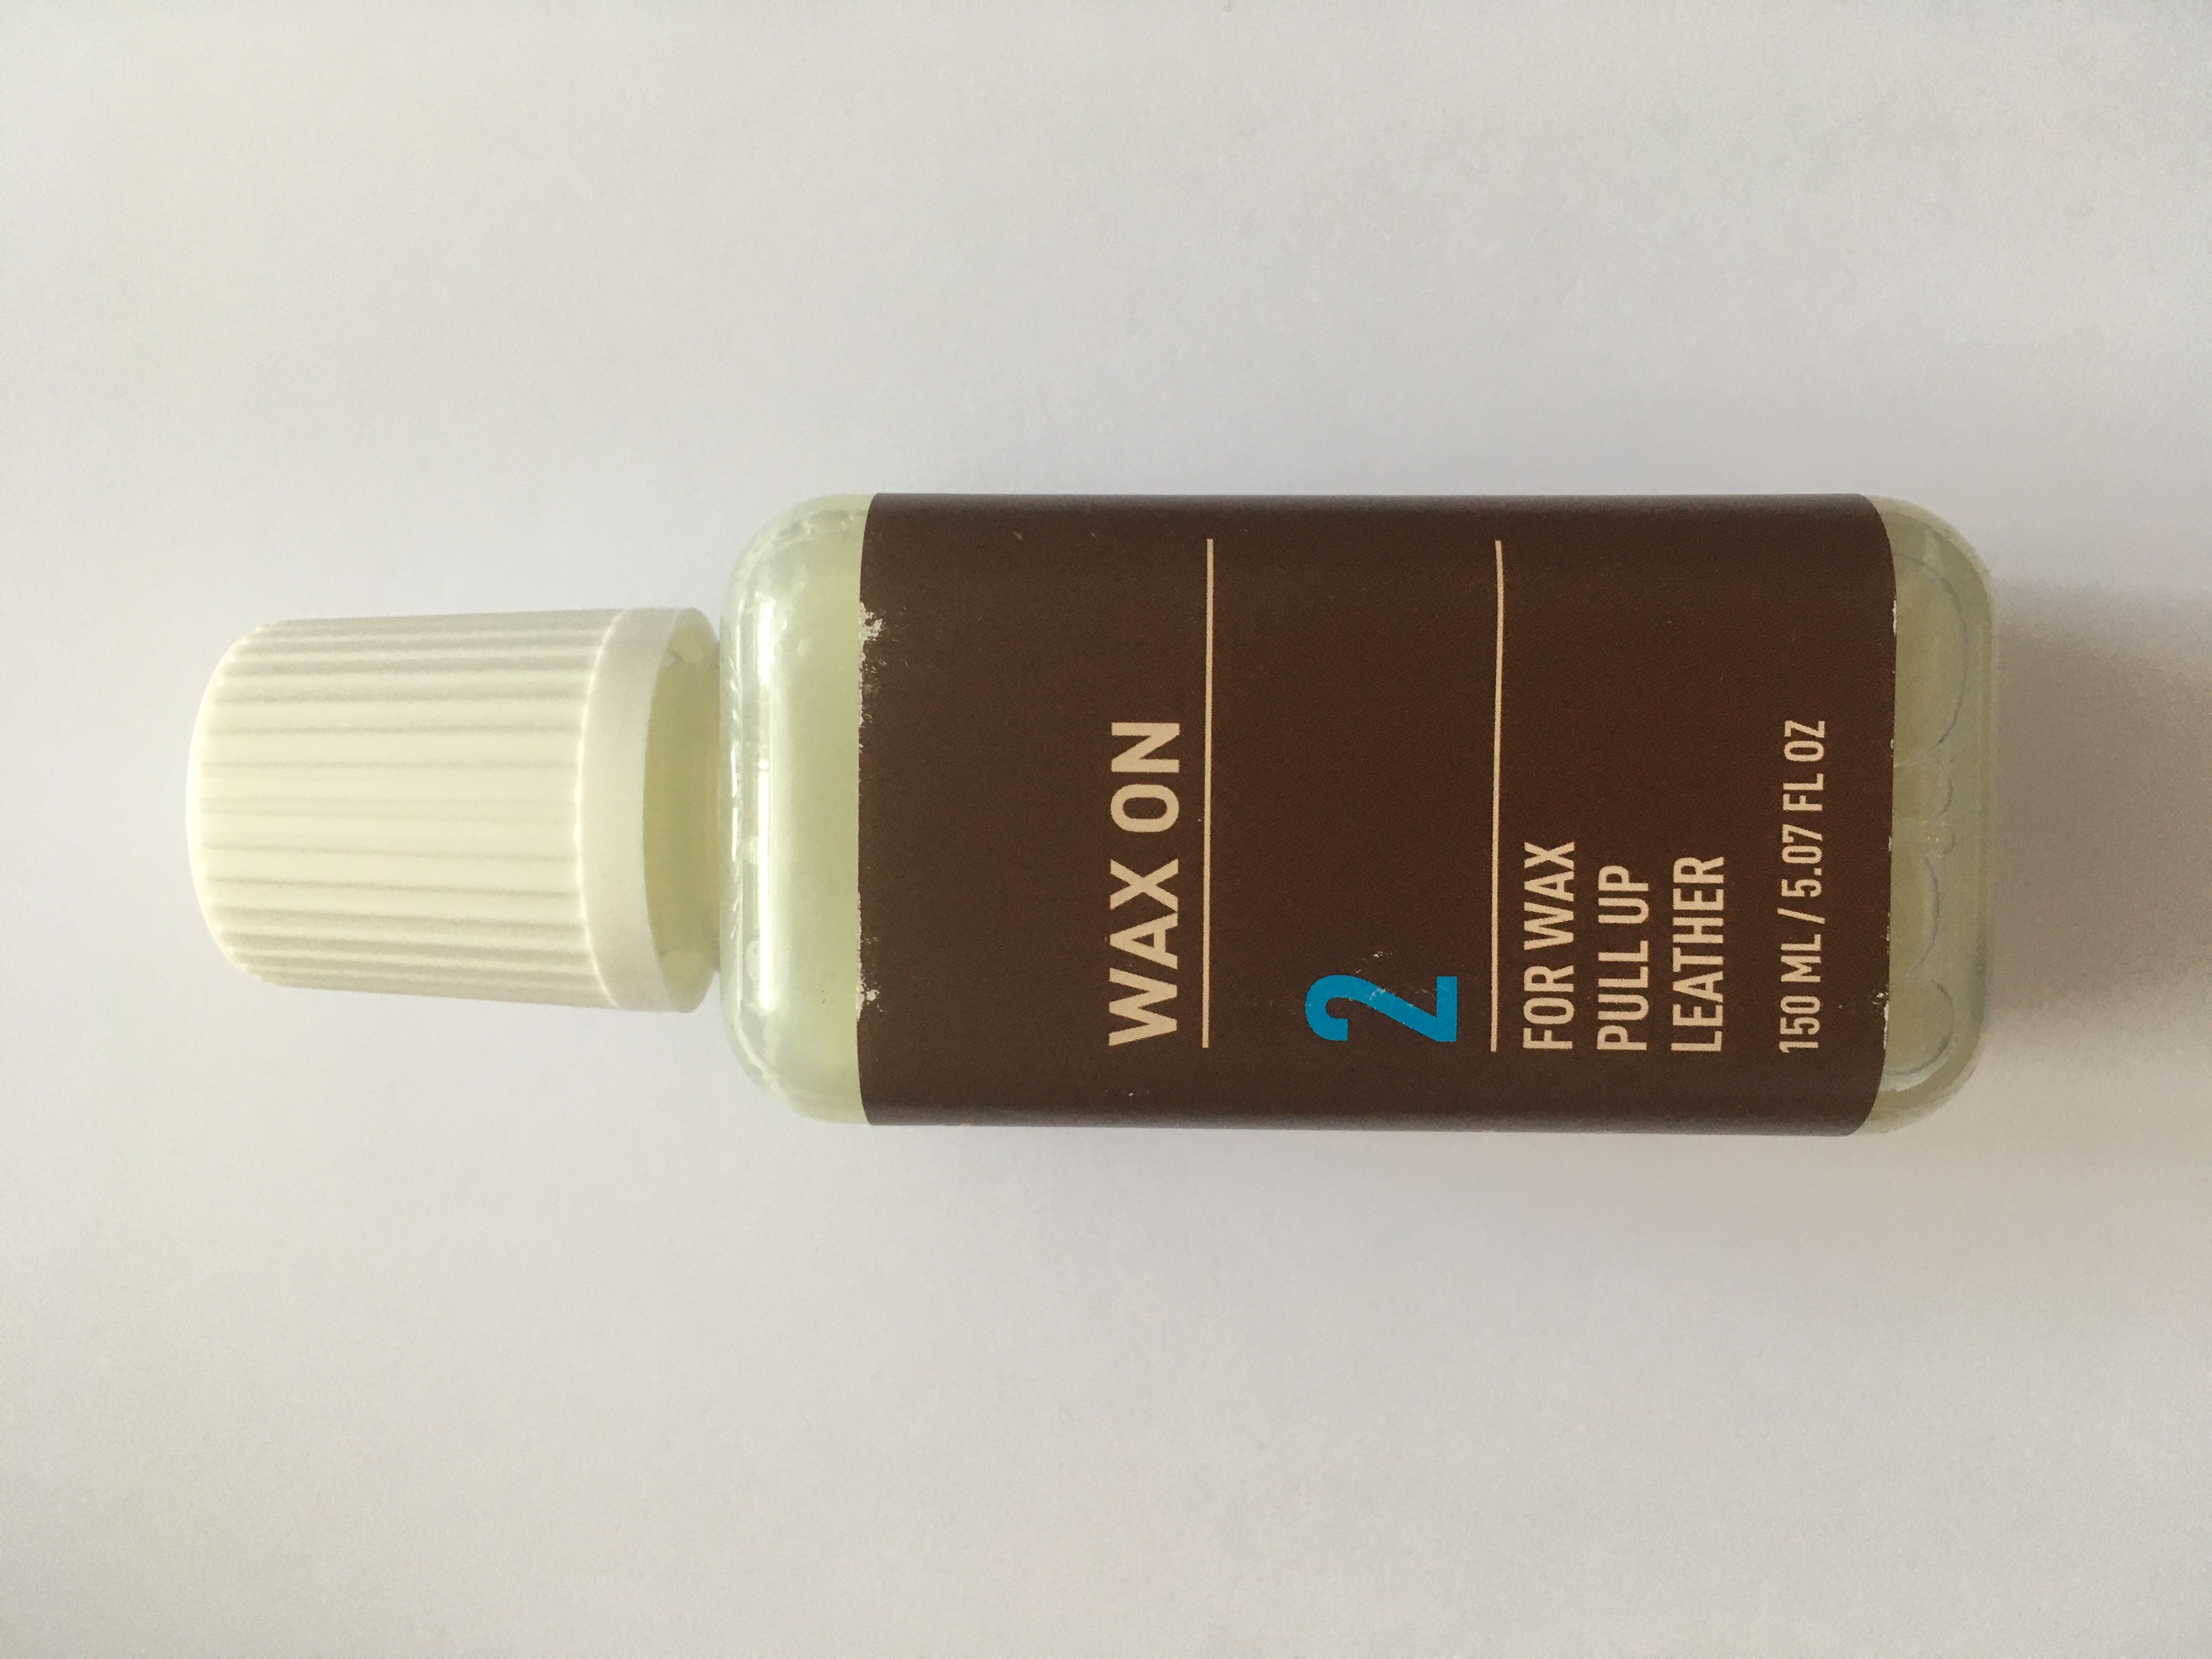 WAX ON
2
FOR WAX
PULL UP
LEATHER
150 ML / 5.07 FL OZ